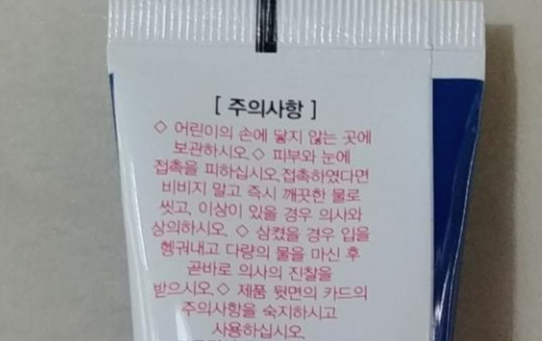 [ 주의사항 ]
◇ 어린이의 손에 닿지 않는 곳에
보관하시오.◇ 피부와 눈에
접촉을 피하십시오.접촉하였다면
비비지 말고 즉시 깨끗한 물로
씻고, 이상이 있을 경우 의사와
상의하시오. ◇ 삼켰을 경우 입을
헹궈내고 다량의 물을 마신 후
곧바로 의사의 진찰을
받으시오.◇ 제품 뒷면의 카드의
주의사항을 숙지하시고
사용하십시오.